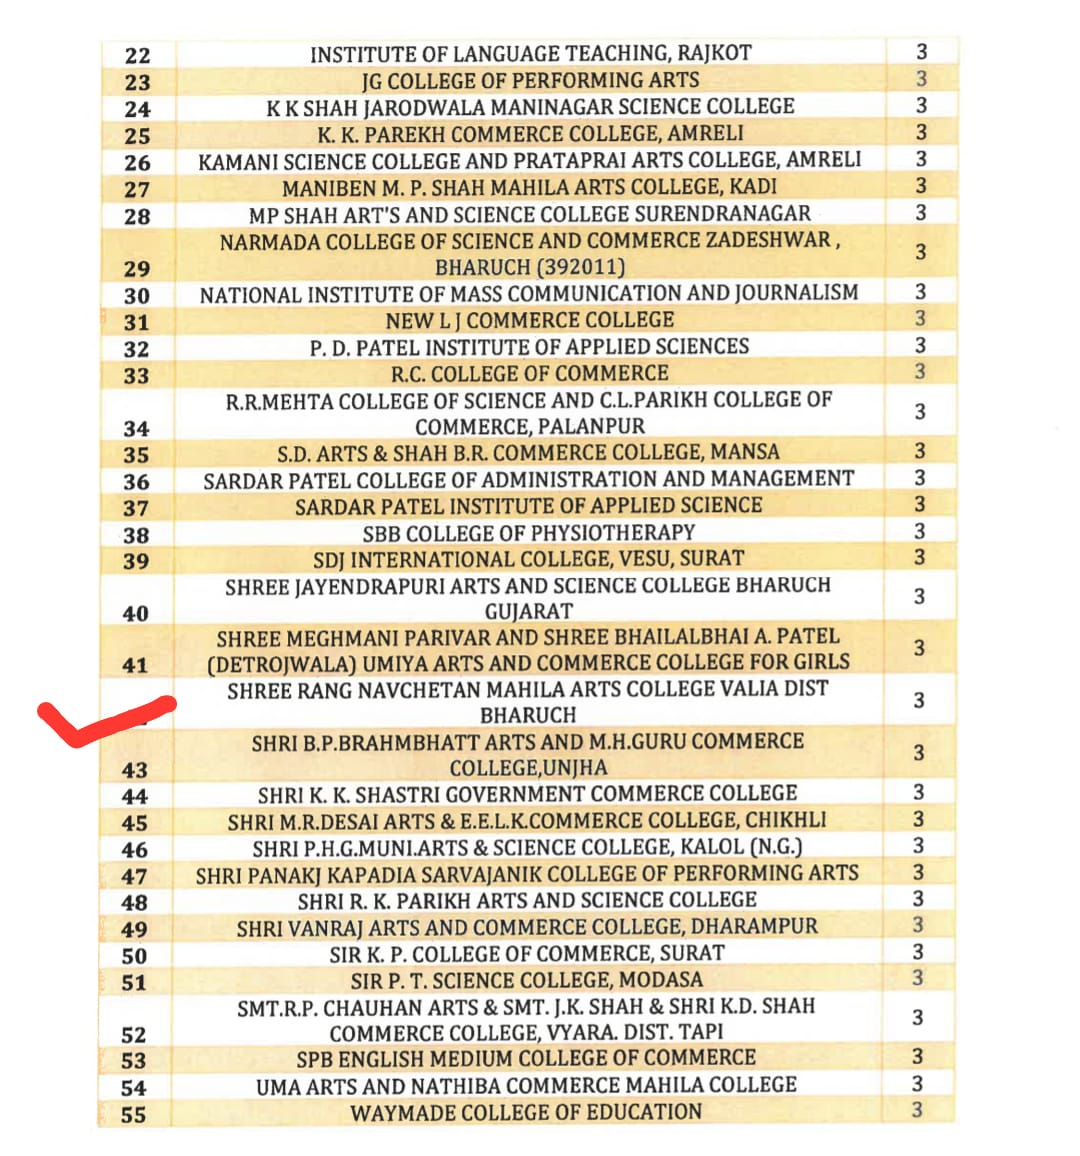 22 INSTITUTE OF LANGUAGE TEACHING, RAJKOT 3
23 JG COLLEGE OF PERFORMING ARTS 3
24 K K SHAH JARODWALA MANINAGAR SCIENCE COLLEGE 3
25 K. K. PAREKH COMMERCE COLLEGE, AMRELI 3
26 KAMANI SCIENCE COLLEGE AND PRATAPRAI ARTS COLLEGE, AMRELI 3
27 MANIBEN M. P. SHAH MAHILA ARTS COLLEGE, KADI 3
28 MP SHAH ART'S AND SCIENCE COLLEGE SURENDRANAGAR 3
NARMADA COLLEGE OF SCIENCE AND COMMERCE ZADESHWAR ,
29 BHARUCH (392011) 3
30 NATIONAL INSTITUTE OF MASS COMMUNICATION AND JOURNALISM 3
31 NEW L J COMMERCE COLLEGE 3
32 P. D. PATEL INSTITUTE OF APPLIED SCIENCES 3
33 R.C. COLLEGE OF COMMERCE 3
R.R.MEHTA COLLEGE OF SCIENCE AND C.L.PARIKH COLLEGE OF
34 COMMERCE, PALANPUR 3
35 S.D. ARTS & SHAH B.R. COMMERCE COLLEGE, MANSA 3
36 SARDAR PATEL COLLEGE OF ADMINISTRATION AND MANAGEMENT 3
37 SARDAR PATEL INSTITUTE OF APPLIED SCIENCE 3
38 SBB COLLEGE OF PHYSIOTHERAPY 3
39 SDJ INTERNATIONAL COLLEGE, VESU, SURAT 3
SHREE JAYENDRAPURI ARTS AND SCIENCE COLLEGE BHARUCH
40 GUJARAT 3
SHREE MEGHMANI PARIVAR AND SHREE BHAILALBHAI A. PATEL
41 (DETROJWALA) UMIYA ARTS AND COMMERCE COLLEGE FOR GIRLS 3
SHREE RANG NAVCHETAN MAHILA ARTS COLLEGE VALIA DIST
BHARUCH 3
SHRI B.P.BRAHMBHATT ARTS AND M.H.GURU COMMERCE
43 COLLEGE,UNJHA 3
44 SHRI K. K. SHASTRI GOVERNMENT COMMERCE COLLEGE 3
45 SHRI M.R.DESAI ARTS & E.E.L.K.COMMERCE COLLEGE, CHIKHLI 3
46 SHRI P.H.G.MUNI.ARTS & SCIENCE COLLEGE, KALOL (N.G.) 3
47 SHRI PANAKJ KAPADIA SARVAJANIK COLLEGE OF PERFORMING ARTS 3
48 SHRI R. K. PARIKH ARTS AND SCIENCE COLLEGE 3
49 SHRI VANRAJ ARTS AND COMMERCE COLLEGE, DHARAMPUR 3
50 SIR K. P. COLLEGE OF COMMERCE, SURAT 3
51 SIR P. T. SCIENCE COLLEGE, MODASA 3
SMT.R.P. CHAUHAN ARTS & SMT. J.K. SHAH & SHRI K.D. SHAH
52 COMMERCE COLLEGE, VYARA. DIST. TAPI 3
53 SPB ENGLISH MEDIUM COLLEGE OF COMMERCE 3
54 UMA ARTS AND NATHIBA COMMERCE MAHILA COLLEGE 3
55 WAYMADE COLLEGE OF EDUCATION 3